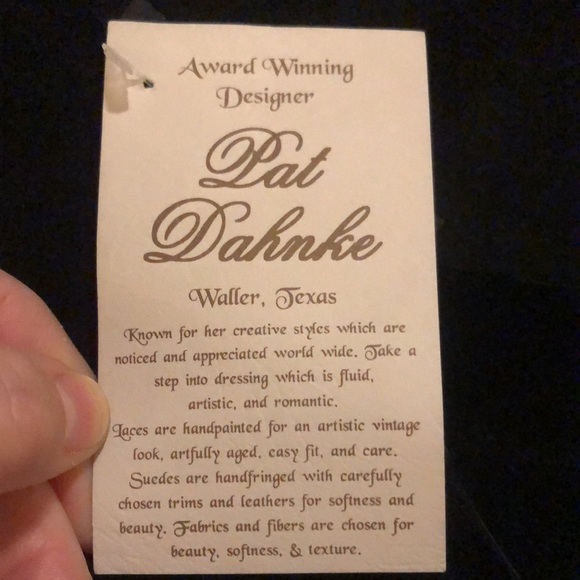 Award Winning
Designer
Pat
Dahnke
Waller, Texas
Known for her creative styles which are
noticed and appreciated world wide. Take a
step into dressing which is fluid,
artistic, and romantic.
Laces are handpainted for an artistic vintage
look, artfully aged, easy fit, and care.
Suedes are handfringed with carefully
chosen trims and leathers for softness and
beauty. Fabrics and fibers are chosen for
beauty, softness, & texture.